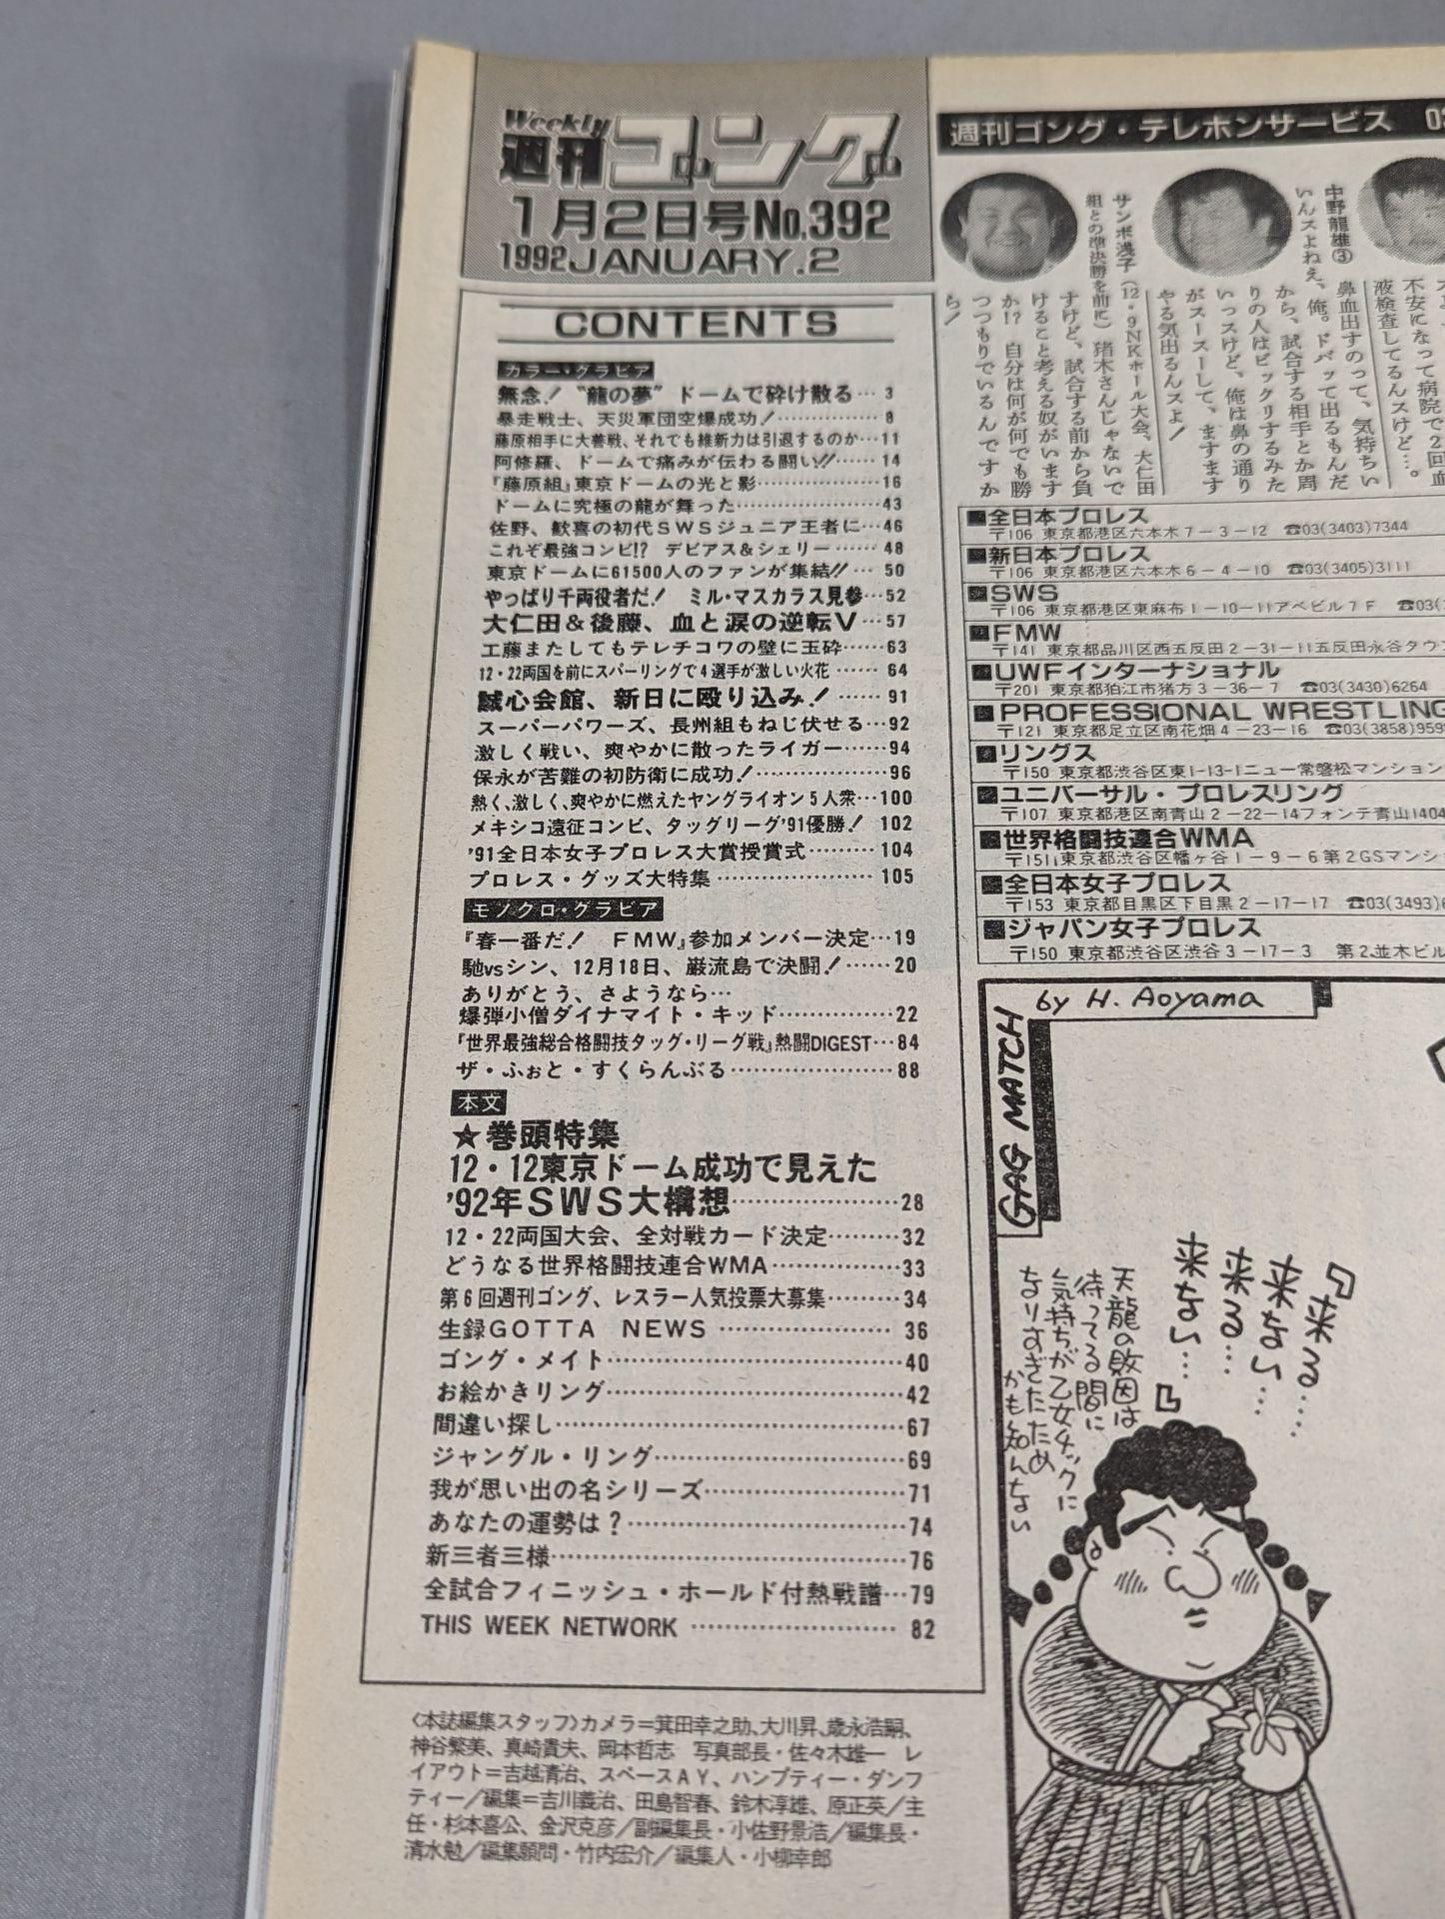 Weekly
週刊ゴング
1月2日号No.392
1992 JANUARY.2
CONTENTS
カラー・グラビア
無念!“龍の夢”ドームで砕け散る…3
暴走戦士、天災軍団空爆成功!……………8
藤原相手に大善戦、それでも維新力は引退するのか…11
阿修羅、ドームで痛みが伝わる闘い!!……14
『藤原組』東京ドームの光と影………………16
ドームに究極の龍が舞った…………………43
佐野、歓喜の初代SWSジュニア王者に…46
これぞ最強コンビ!? デビアス&シェリー……48
東京ドームに61500人のファンが集結!!…50
やっぱり千両役者だ! ミル・マスカラス見参…52
大仁田&後藤、血と涙の逆転V…57
工藤またしてもテレチコワの壁に玉砕……63
12・22両国を前にスパーリングで4選手が激しい火花……64
誠心会館、新日に殴り込み!……91
スーパーパワーズ、長州組もねじ伏せる…92
激しく戦い、爽やかに散ったライガー……94
保永が苦難の初防衛に成功!………………96
熱く、激しく、爽やかに燃えたヤングライオン5人衆…100
メキシコ遠征コンビ、タッグリーグ'91優勝! 102
'91全日本女子プロレス大賞授賞式………104
プロレス・グッズ大特集…………………105
モノクロ・グラビア
『春一番だ! FMW』参加メンバー決定…19
馳vsシン、12月18日、巌流島で決闘!……20
ありがとう、さようなら…
爆弾小僧ダイナマイト・キッド……………22
『世界最強総合格闘技タッグ・リーグ戦』熱闘DIGEST…84
ザ・ふぉと・すくらんぶる…………………88
本文
★巻頭特集
12・12東京ドーム成功で見えた
'92年SWS大構想…………………28
12・22両国大会、全対戦カード決定………32
どうなる世界格闘技連合WMA……………33
第6回週刊ゴング、レスラー人気投票大募集………34
生録GOTTA NEWS…………………36
ゴング・メイト………………………………40
お絵かきリング………………………………42
間違い探し……………………………………67
ジャングル・リング…………………………69
我が思い出の名シリーズ……………………71
あなたの運勢は?……………………………74
新三者三様……………………………………76
全試合フィニッシュ・ホールド付熱戦譜…79
THIS WEEK NETWORK……………………82
〈本誌編集スタッフ〉カメラ=箕田幸之助、大川昇、歳永浩嗣、
神谷繁美、真崎貴夫、岡本哲志 写真部長・佐々木雄一 レ
イアウト=吉越清治、スペースAY、ハンプティー・ダンプ
ティー/編集=吉川義治、田島智春、鈴木淳雄、原正英/主
任・杉本喜公、金沢克彦/副編集長・小佐野景浩/編集長・
清水勉/編集顧問・竹内宏介/編集人・小柳幸郎
週刊ゴング・テレホンサービス
サンボ浅子(12・9NKホール大会、大仁田
組との準決勝を前に)猪木さんじゃないで
すけど、試合する前から負
けること考える奴がいます
か!? 自分は何が何でも勝
つつもりでいるんですか
ら!
中野龍雄③
いんスよねぇ、俺。ドバッて出るもんだ
から、試合する相手とか周
りの人はビックリするみた
いっスけど、俺は鼻の通り
がスースーして、ますます
やる気出るんスよ!
鼻血出すのって、気持ちい
不安になって病院で2回血
液検査してるんスけど…。
■全日本プロレス
〒106 東京都港区六本木7-3-12 ☎03(3403)7344
■新日本プロレス
〒106 東京都港区六本木6-4-10 ☎03(3405)3111
■SWS
〒106 東京都港区東麻布1-10-11アベビル7F ☎03(3
■FMW
〒141 東京都品川区西五反田2-31-11五反田永谷タウン
■UWFインターナショナル
〒201 東京都狛江市猪方3-36-7 ☎03(3430)6264
■PROFESSIONAL WRESTLING
〒121 東京都足立区南花畑4-23-16 ☎03(3858)959
■リングス
〒150 東京都渋谷区東1-13-1ニュー常磐松マンション
■ユニバーサル・プロレスリング
〒107 東京都港区南青山2-22-14フォンテ青山1404
■世界格闘技連合WMA
〒151 東京都渋谷区幡ヶ谷1-9-6第2GSマンシ
■全日本女子プロレス
〒153 東京都目黒区下目黒2-17-17 ☎03(3493)6
■ジャパン女子プロレス
〒150 東京都渋谷区渋谷3-17-3 第2並木ビル
by H. Aoyama
GAG MATCH
『来る…
来ない…
来る…
来ない…』
天龍の敗因は
待ってる間に
気持ちが乙女チックに
なりすぎたため
かも知んない